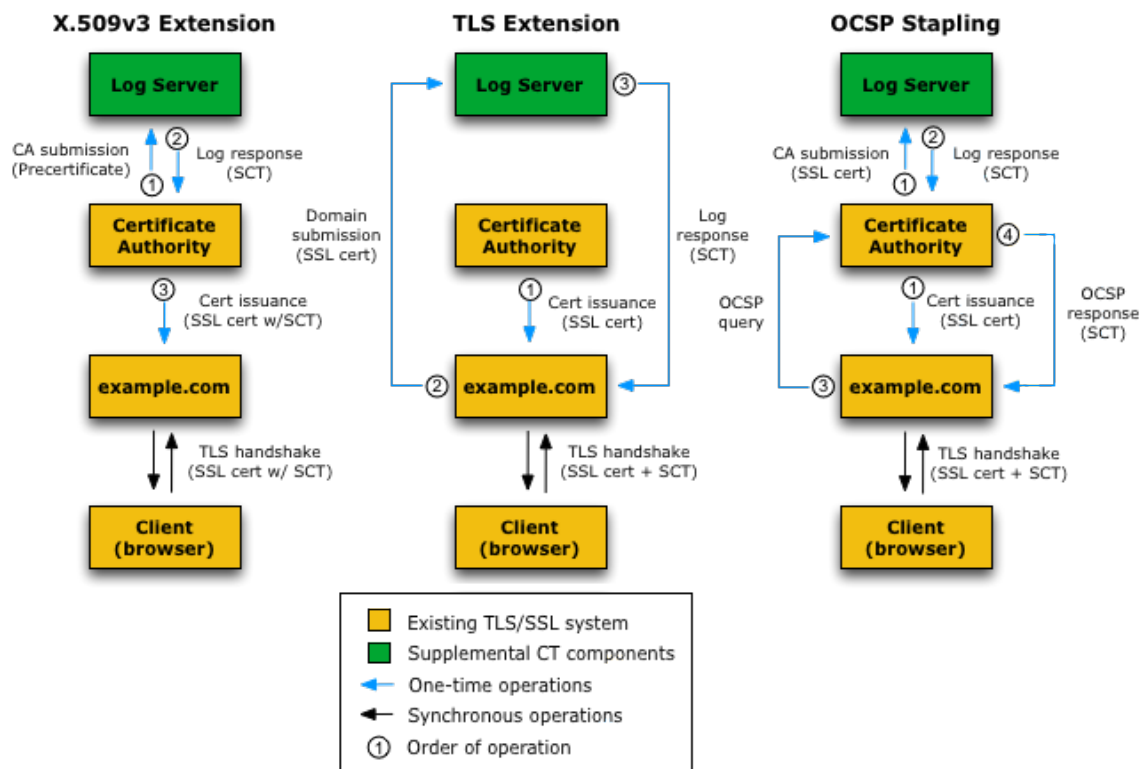 X.509v3 Extension
Log Server
CA submission
(Precertificate)
1
2
Log response
(SCT)
Certificate
Authority
3
Cert issuance
(SSL cert w/SCT)
example.com
TLS handshake
(SSL cert w/ SCT)
Client
(browser)
TLS Extension
Log Server
3
Domain
submission
(SSL cert)
Certificate
Authority
Log
response
(SCT)
1
Cert issuance
(SSL cert)
2
example.com
TLS handshake
(SSL cert + SCT)
Client
(browser)
OCSP Stapling
Log Server
CA submission
(SSL cert)
1
2
Log response
(SCT)
Certificate
Authority
4
1
Cert issuance
(SSL cert)
OCSP
query
OCSP
response
(SCT)
3
example.com
TLS handshake
(SSL cert + SCT)
Client
(browser)
Existing TLS/SSL system
Supplemental CT components
One-time operations
Synchronous operations
1 Order of operation